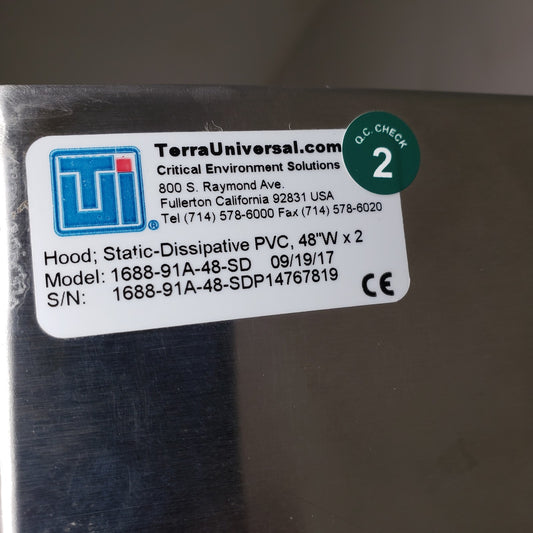 TerraUniversal.com
Critical Environment Solutions
800 S. Raymond Ave.
Fullerton California 92831 USA
Tel (714) 578-6000 Fax (714) 578-6020
Ti®
Q.C. CHECK
2
Hood; Static-Dissipative PVC, 48"W x 2
Model: 1688-91A-48-SD 09/19/17
S/N: 1688-91A-48-SDP14767819
CE